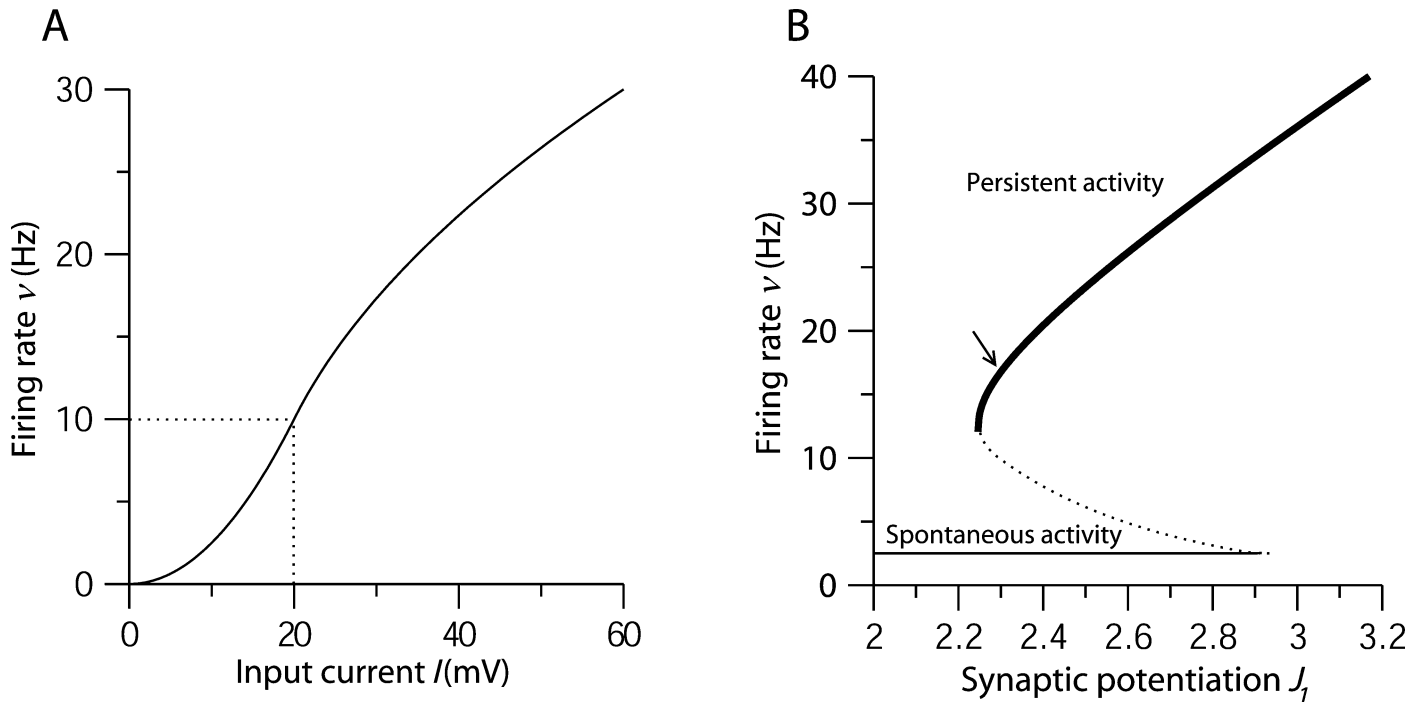 A
30
20
10
0
0 20 40 60
Firing rate ν (Hz)
Input current I (mV)
B
40
30
20
10
0
2 2.2 2.4 2.6 2.8 3 3.2
Firing rate ν (Hz)
Persistent activity
Spontaneous activity
Synaptic potentiation J1